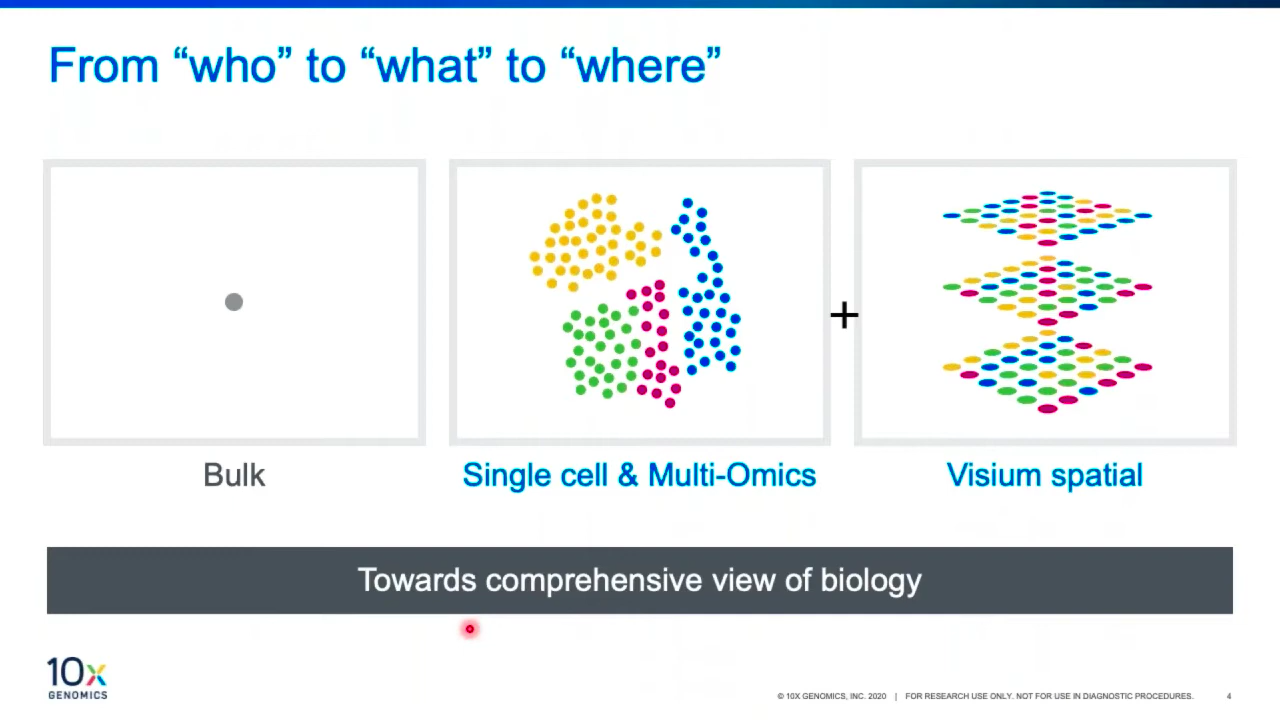 From “who” to “what” to “where”
+
Bulk
Single cell & Multi-Omics
Visium spatial
Towards comprehensive view of biology
10x
GENOMICS
© 10X GENOMICS, INC. 2020 | FOR RESEARCH USE ONLY. NOT FOR USE IN DIAGNOSTIC PROCEDURES. 4